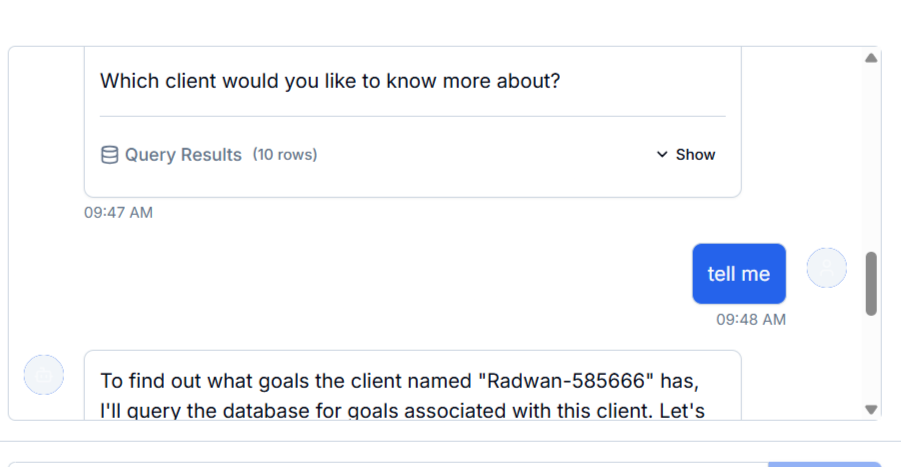 Which client would you like to know more about?
Query Results (10 rows)
Show
09:47 AM
tell me
09:48 AM
To find out what goals the client named "Radwan-585666" has,
I'll query the database for goals associated with this client. Let's